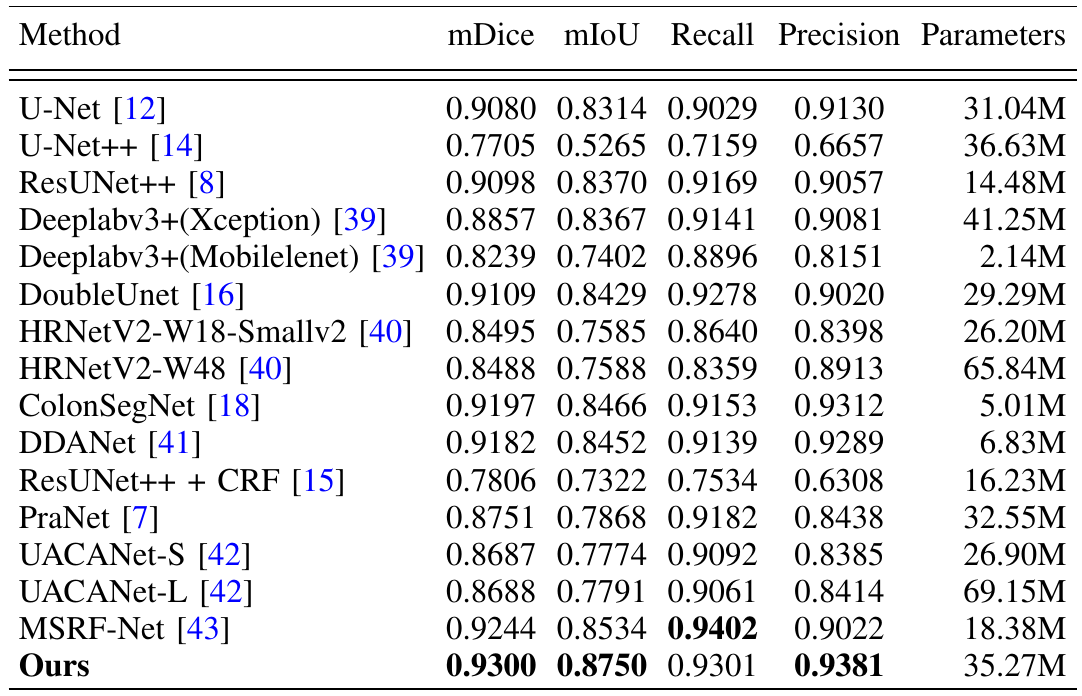 Method mDice mIoU Recall Precision Parameters
U-Net [12] 0.9080 0.8314 0.9029 0.9130 31.04M
U-Net++ [14] 0.7705 0.5265 0.7159 0.6657 36.63M
ResUNet++ [8] 0.9098 0.8370 0.9169 0.9057 14.48M
Deeplabv3+(Xception) [39] 0.8857 0.8367 0.9141 0.9081 41.25M
Deeplabv3+(Mobilelenet) [39] 0.8239 0.7402 0.8896 0.8151 2.14M
DoubleUnet [16] 0.9109 0.8429 0.9278 0.9020 29.29M
HRNetV2-W18-Smallv2 [40] 0.8495 0.7585 0.8640 0.8398 26.20M
HRNetV2-W48 [40] 0.8488 0.7588 0.8359 0.8913 65.84M
ColonSegNet [18] 0.9197 0.8466 0.9153 0.9312 5.01M
DDANet [41] 0.9182 0.8452 0.9139 0.9289 6.83M
ResUNet++ + CRF [15] 0.7806 0.7322 0.7534 0.6308 16.23M
PraNet [7] 0.8751 0.7868 0.9182 0.8438 32.55M
UACANet-S [42] 0.8687 0.7774 0.9092 0.8385 26.90M
UACANet-L [42] 0.8688 0.7791 0.9061 0.8414 69.15M
MSRF-Net [43] 0.9244 0.8534 0.9402 0.9022 18.38M
Ours 0.9300 0.8750 0.9301 0.9381 35.27M